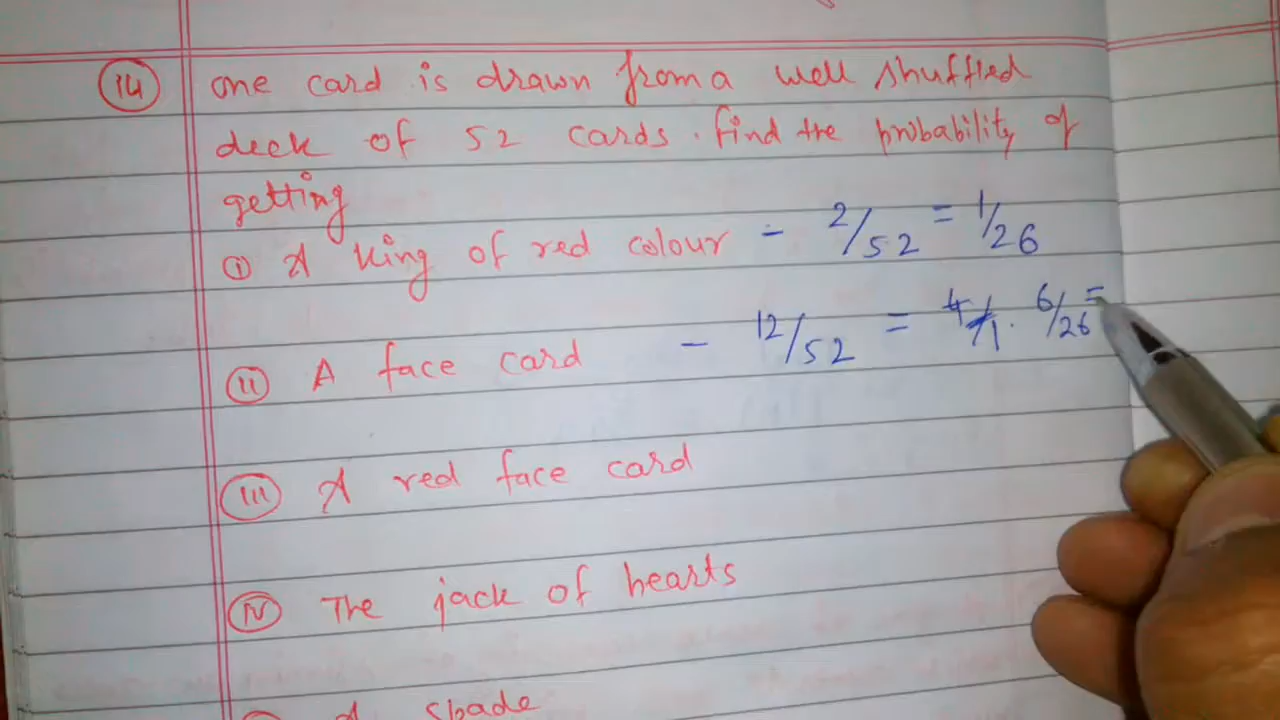 14 one card is drawn from a well shuffled
deck of 52 cards. find the probability of
getting
(i) A king of red colour - 2/52 = 1/26
(ii) A face card - 12/52 = 6/26 =
(iii) A red face card
(iv) The jack of hearts
A spade